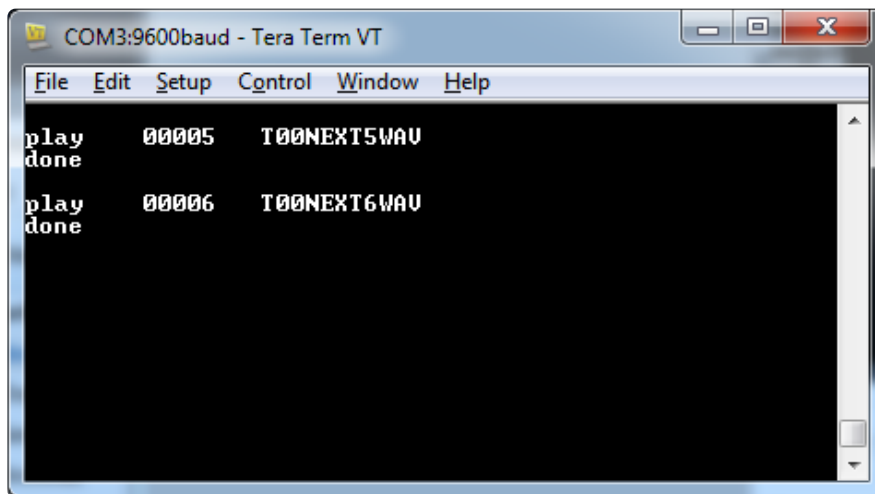 COM3:9600baud - Tera Term VT
File Edit Setup Control Window Help
play 00005 T00NEXT5WAV
done
play 00006 T00NEXT6WAV
done